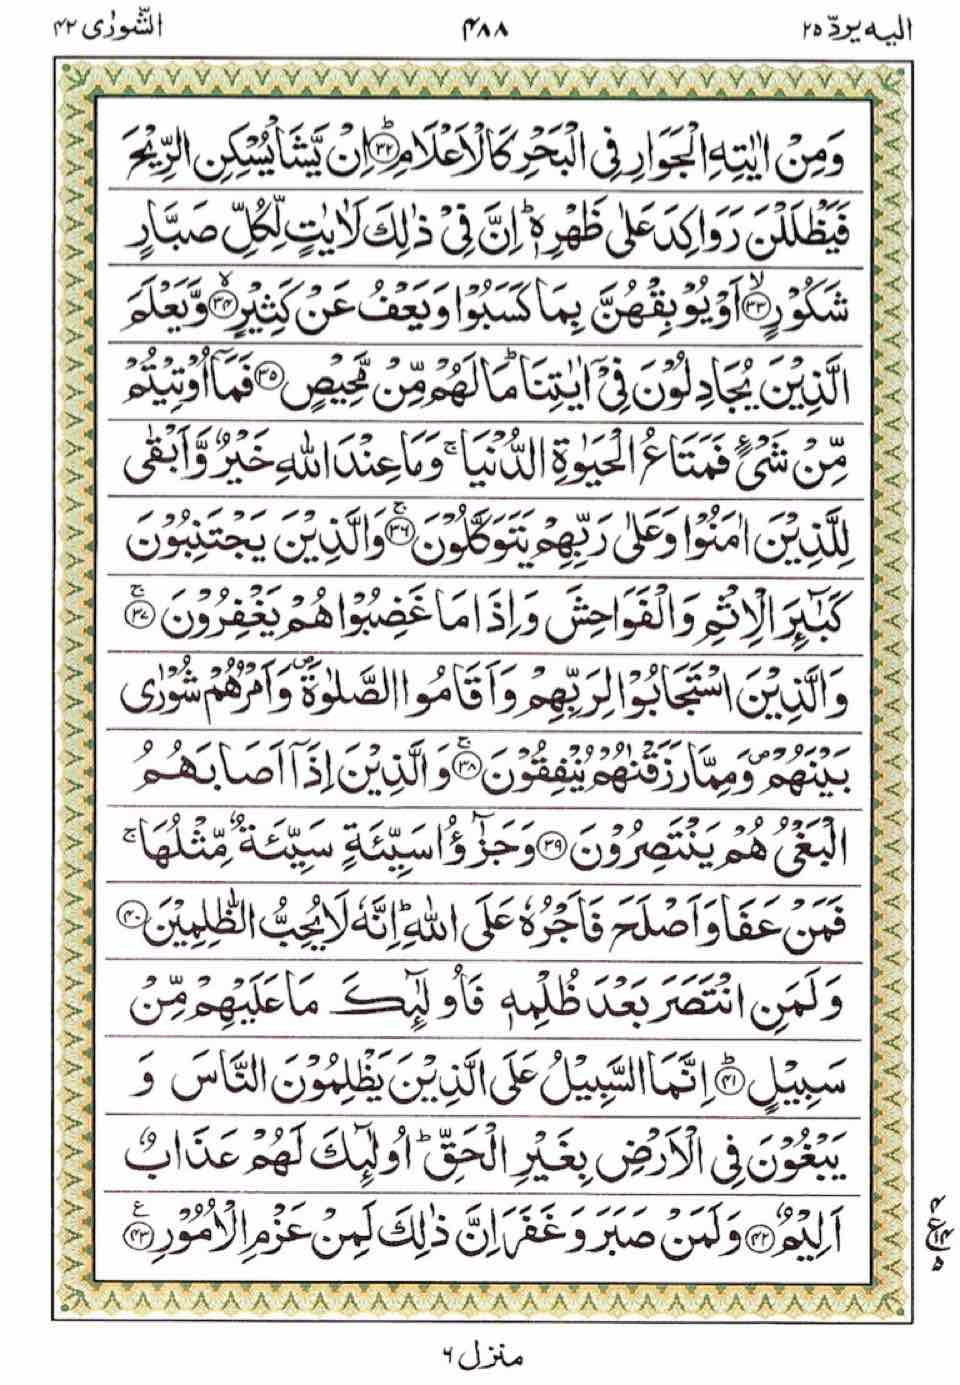 الیه یردّ ۲۵
۴۸۸
الشّورٰی ۴۲
وَمِنْ اٰيٰتِهِ الْجَوَارِ فِي الْبَحْرِ كَالْاَعْلَامِ ؕ﴿۳۲﴾ اِنْ يَّشَاْ يُسْكِنِ الرِّيْحَ
فَيَظْلَلْنَ رَوَاكِدَ عَلٰى ظَهْرِهٖ ؕ اِنَّ فِيْ ذٰلِكَ لَاٰيٰتٍ لِّكُلِّ صَبَّارٍ
شَكُوْرٍ ۙ﴿۳۳﴾ اَوْ يُوْبِقْهُنَّ بِمَا كَسَبُوْا وَيَعْفُ عَنْ كَثِيْرٍ ۙ﴿۳۴﴾ وَّيَعْلَمَ
الَّذِيْنَ يُجَادِلُوْنَ فِيْۤ اٰيٰتِنَا ؕ مَا لَهُمْ مِّنْ مَّحِيْصٍ ﴿۳۵﴾ فَمَاۤ اُوْتِيْتُمْ
مِّنْ شَيْءٍ فَمَتَاعُ الْحَيٰوةِ الدُّنْيَا ۚ وَمَا عِنْدَ اللّٰهِ خَيْرٌ وَّاَبْقٰى
لِلَّذِيْنَ اٰمَنُوْا وَعَلٰى رَبِّهِمْ يَتَوَكَّلُوْنَ ۚ﴿۳۶﴾ وَالَّذِيْنَ يَجْتَنِبُوْنَ
كَبٰٓئِرَ الْاِثْمِ وَالْفَوَاحِشَ وَاِذَا مَا غَضِبُوْا هُمْ يَغْفِرُوْنَ ۚ﴿۳۷﴾
وَالَّذِيْنَ اسْتَجَابُوْا لِرَبِّهِمْ وَاَقَامُوا الصَّلٰوةَ ۪ وَاَمْرُهُمْ شُوْرٰى
بَيْنَهُمْ ۪ وَمِمَّا رَزَقْنٰهُمْ يُنْفِقُوْنَ ۚ﴿۳۸﴾ وَالَّذِيْنَ اِذَاۤ اَصَابَهُمُ
الْبَغْيُ هُمْ يَنْتَصِرُوْنَ ﴿۳۹﴾ وَجَزٰٓؤُا سَيِّئَةٍ سَيِّئَةٌ مِّثْلُهَا ۚ
فَمَنْ عَفَا وَاَصْلَحَ فَاَجْرُهٗ عَلَى اللّٰهِ ؕ اِنَّهٗ لَا يُحِبُّ الظّٰلِمِيْنَ ﴿۴۰﴾
وَلَمَنِ انْتَصَرَ بَعْدَ ظُلْمِهٖ فَاُولٰٓئِكَ مَا عَلَيْهِمْ مِّنْ
سَبِيْلٍ ؕ﴿۴۱﴾ اِنَّمَا السَّبِيْلُ عَلَى الَّذِيْنَ يَظْلِمُوْنَ النَّاسَ وَ
يَبْغُوْنَ فِي الْاَرْضِ بِغَيْرِ الْحَقِّ ؕ اُولٰٓئِكَ لَهُمْ عَذَابٌ
اَلِيْمٌ ﴿۴۲﴾ وَلَمَنْ صَبَرَ وَغَفَرَ اِنَّ ذٰلِكَ لَمِنْ عَزْمِ الْاُمُوْرِ ﴿۴۳﴾ ع
۴
ع ۱۴
۵
منزل ۶